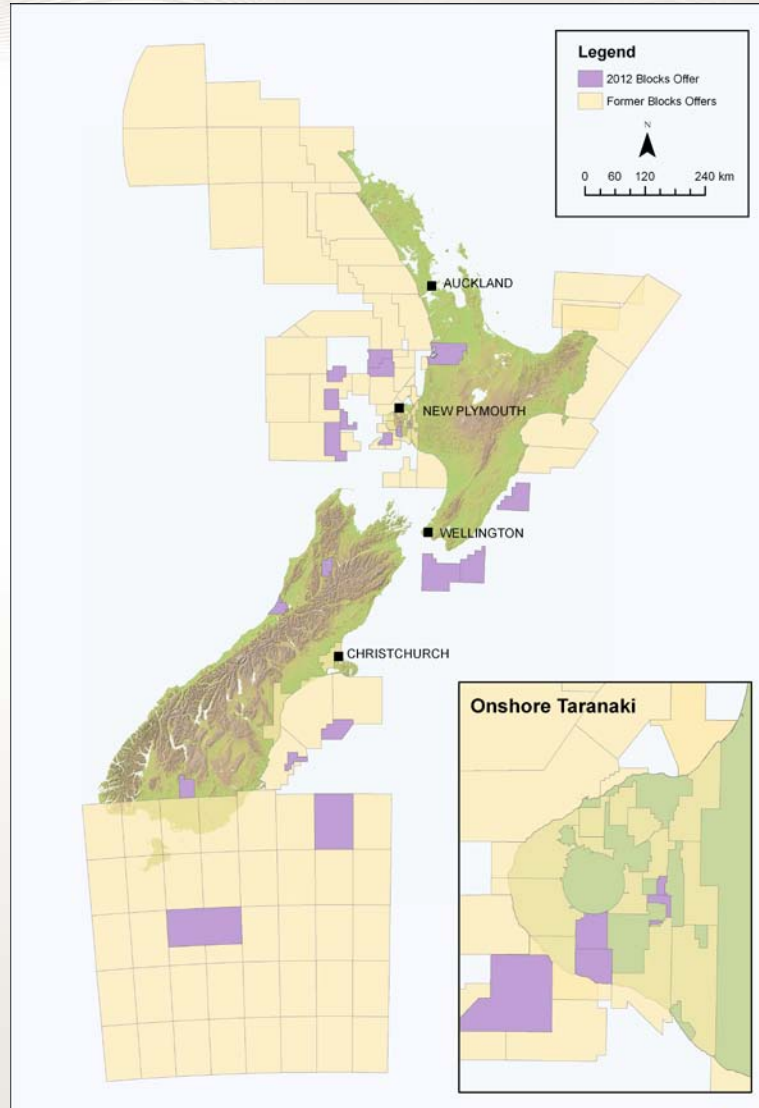 Legend
2012 Blocks Offer
Former Blocks Offers
N
0 60 120 240 km
AUCKLAND
NEW PLYMOUTH
WELLINGTON
CHRISTCHURCH
Onshore Taranaki